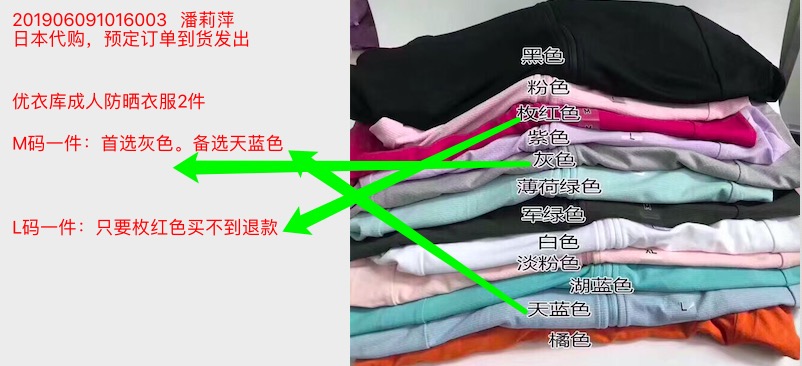 201906091016003 潘莉萍
日本代购，预定订单到货发出
优衣库成人防晒衣服2件
M码一件：首选灰色。备选天蓝色
L码一件：只要枚红色买不到退款
黑色
粉色
枚红色
紫色
L
灰色
薄荷绿色
军绿色
白色
XL
淡粉色
湖蓝色
天蓝色
L
橘色